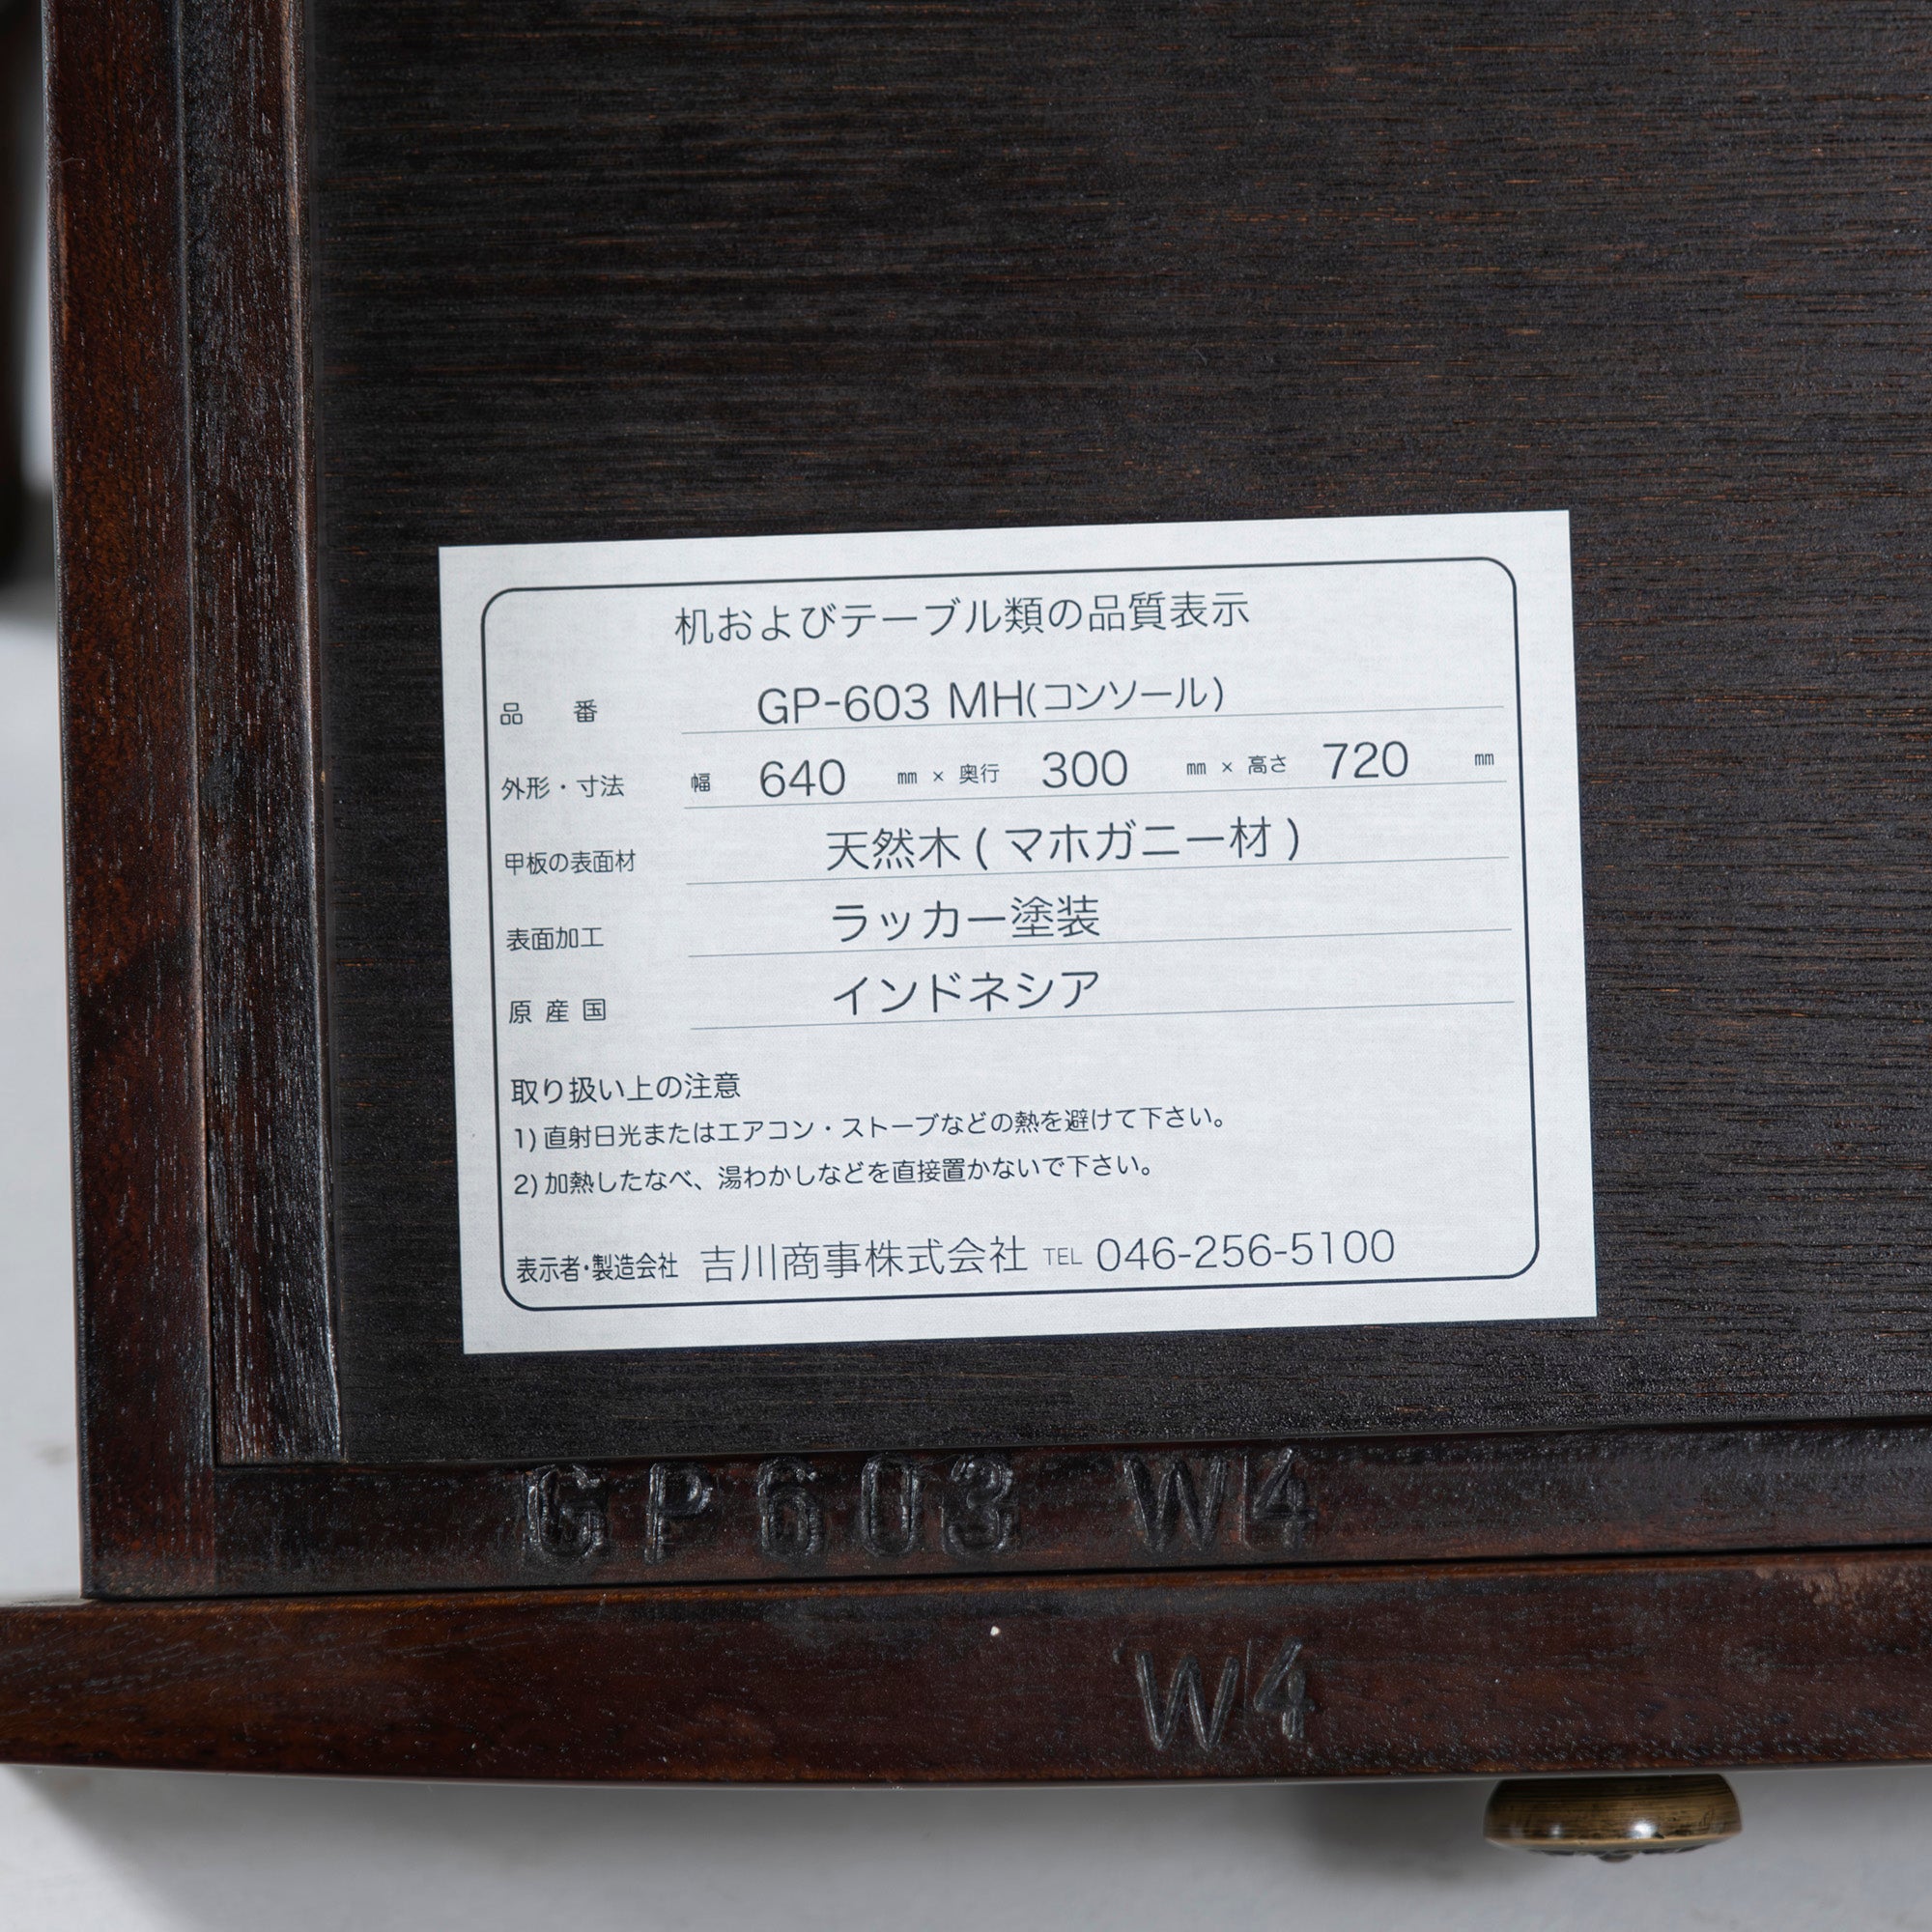 机およびテーブル類の品質表示
品 番 GP-603 MH(コンソール)
外形・寸法 幅 640 ㎜ × 奥行 300 ㎜ × 高さ 720 ㎜
甲板の表面材 天然木 ( マホガニー材 )
表面加工 ラッカー塗装
原産国 インドネシア
取り扱い上の注意
1) 直射日光またはエアコン・ストーブなどの熱を避けて下さい。
2) 加熱したなべ、湯わかしなどを直接置かないで下さい。
表示者・製造会社 吉川商事株式会社 TEL 046-256-5100
GP603 W4
W4